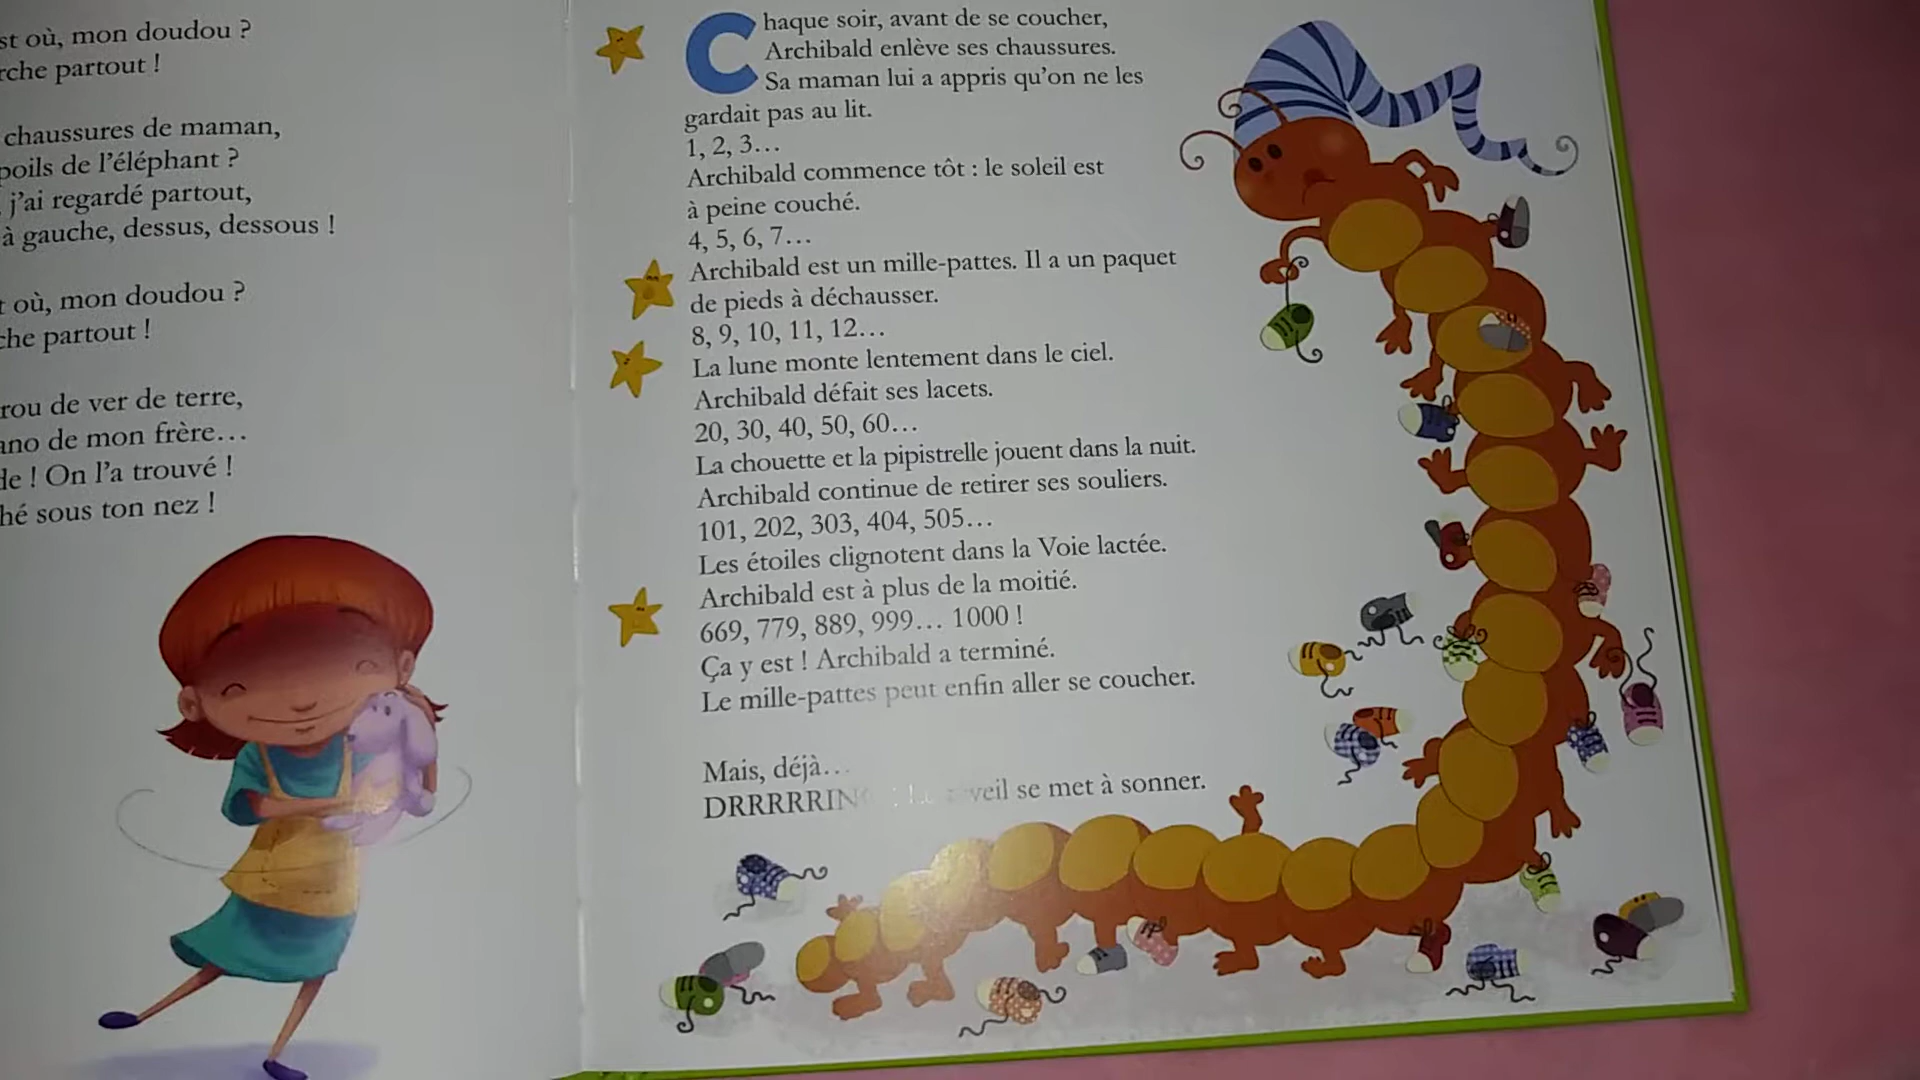 st où, mon doudou ?
rche partout !
chaussures de maman,
poils de l'éléphant ?
j'ai regardé partout,
à gauche, dessus, dessous !
t où, mon doudou ?
che partout !
rou de ver de terre,
ano de mon frère…
de ! On l'a trouvé !
hé sous ton nez !
Chaque soir, avant de se coucher,
Archibald enlève ses chaussures.
Sa maman lui a appris qu'on ne les
gardait pas au lit.
1, 2, 3…
Archibald commence tôt : le soleil est
à peine couché.
4, 5, 6, 7…
Archibald est un mille-pattes. Il a un paquet
de pieds à déchausser.
8, 9, 10, 11, 12…
La lune monte lentement dans le ciel.
Archibald défait ses lacets.
20, 30, 40, 50, 60…
La chouette et la pipistrelle jouent dans la nuit.
Archibald continue de retirer ses souliers.
101, 202, 303, 404, 505…
Les étoiles clignotent dans la Voie lactée.
Archibald est à plus de la moitié.
669, 779, 889, 999… 1000 !
Ça y est ! Archibald a terminé.
Le mille-pattes peut enfin aller se coucher.
Mais, déjà…
DRRRRRIN se met à sonner.